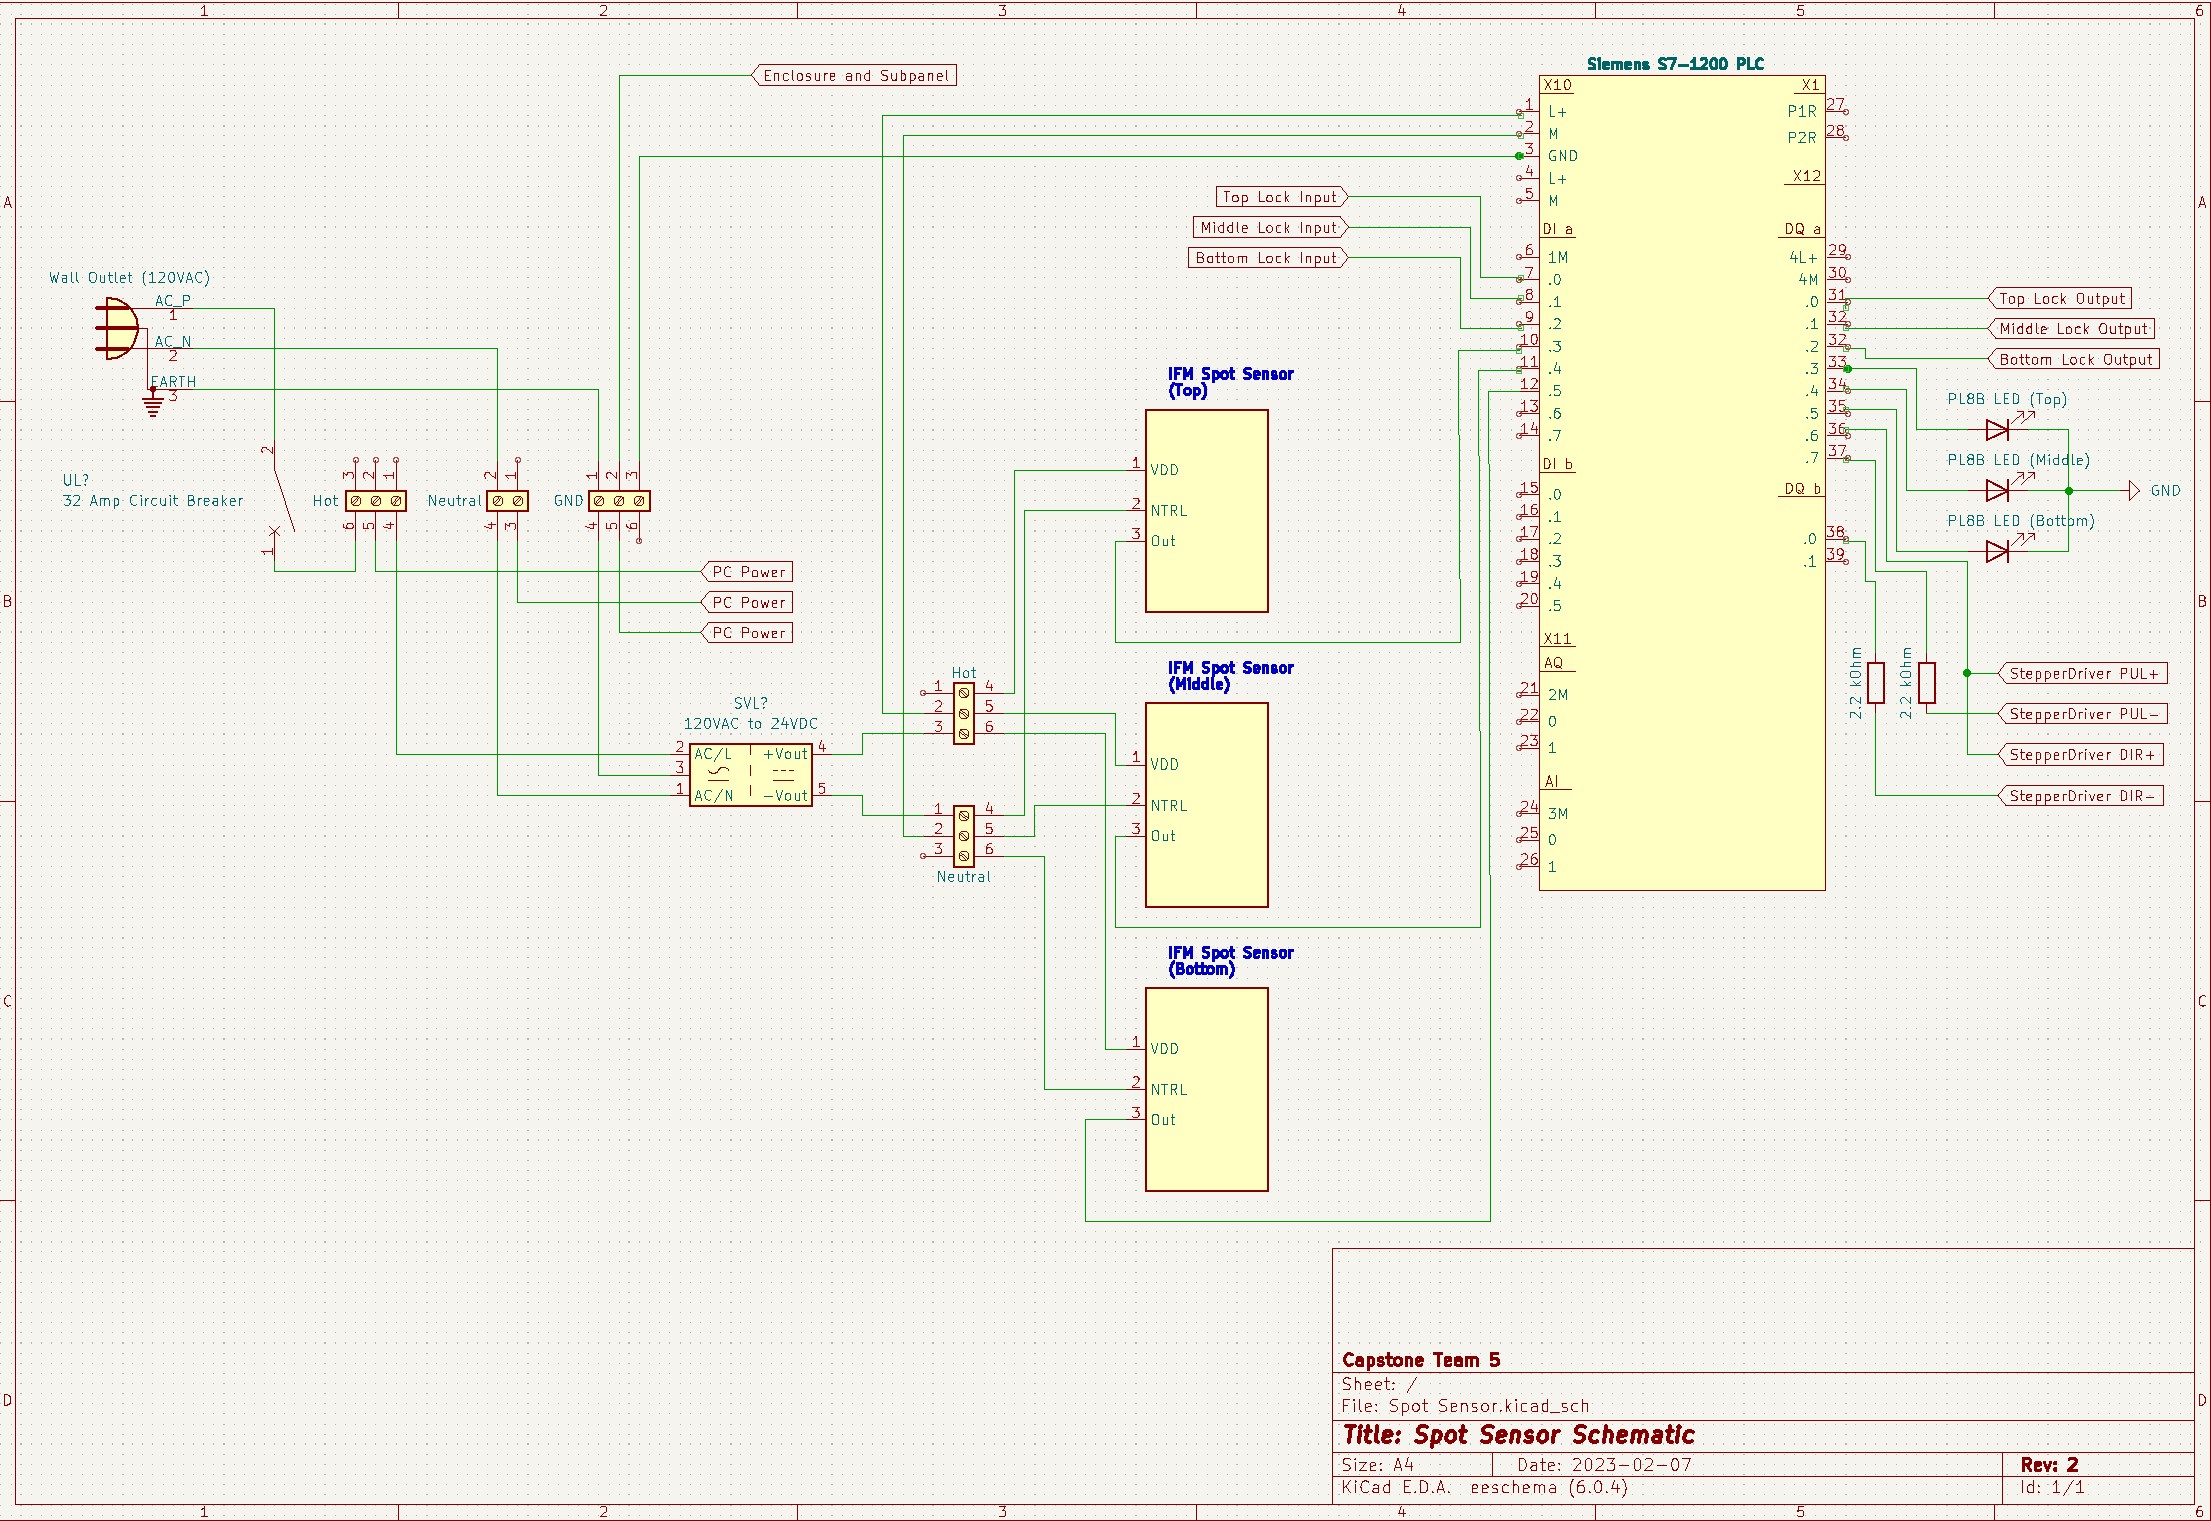 1 2 3 4 5 6
A
B
C
D
A
B
C
D
Enclosure and Subpanel
Wall Outlet (120VAC)
AC_P
1
AC_N
2
EARTH
3
2
1
UL?
32 Amp Circuit Breaker
Hot
3 2 1
6 5 4
Neutral
2 1
4 3
GND
1 2 3
4 5 6
PC Power
PC Power
PC Power
SVL?
120VAC to 24VDC
2 AC/L +Vout 4
3
1 AC/N -Vout 5
Hot
1 4
2 5
3 6
1 4
2 5
3 6
Neutral
IFM Spot Sensor
(Top)
1 VDD
2 NTRL
3 Out
IFM Spot Sensor
(Middle)
1 VDD
2 NTRL
3 Out
IFM Spot Sensor
(Bottom)
1 VDD
2 NTRL
3 Out
Top Lock Input
Middle Lock Input
Bottom Lock Input
Siemens S7-1200 PLC
X10
1 L+
2 M
3 GND
4 L+
5 M
DI a
6 1M
7 .0
8 .1
9 .2
10 .3
11 .4
12 .5
13 .6
14 .7
DI b
15 .0
16 .1
17 .2
18 .3
19 .4
20 .5
X11
AQ
21 2M
22 0
23 1
AI
24 3M
25 0
26 1
X1
P1R 27
P2R 28
X12
DQ a
4L+ 29
4M 30
.0 31
.1 32
.2 32
.3 33
.4 34
.5 35
.6 36
.7 37
DQ b
.0 38
.1 39
Top Lock Output
Middle Lock Output
Bottom Lock Output
PL8B LED (Top)
PL8B LED (Middle)
GND
PL8B LED (Bottom)
2.2 kOhm
2.2 kOhm
StepperDriver PUL+
StepperDriver PUL-
StepperDriver DIR+
StepperDriver DIR-
Capstone Team 5
Sheet: /
File: Spot Sensor.kicad_sch
Title: Spot Sensor Schematic
Size: A4 Date: 2023-02-07 Rev: 2
KiCad E.D.A. eeschema (6.0.4) Id: 1/1
1 2 3 4 5 6